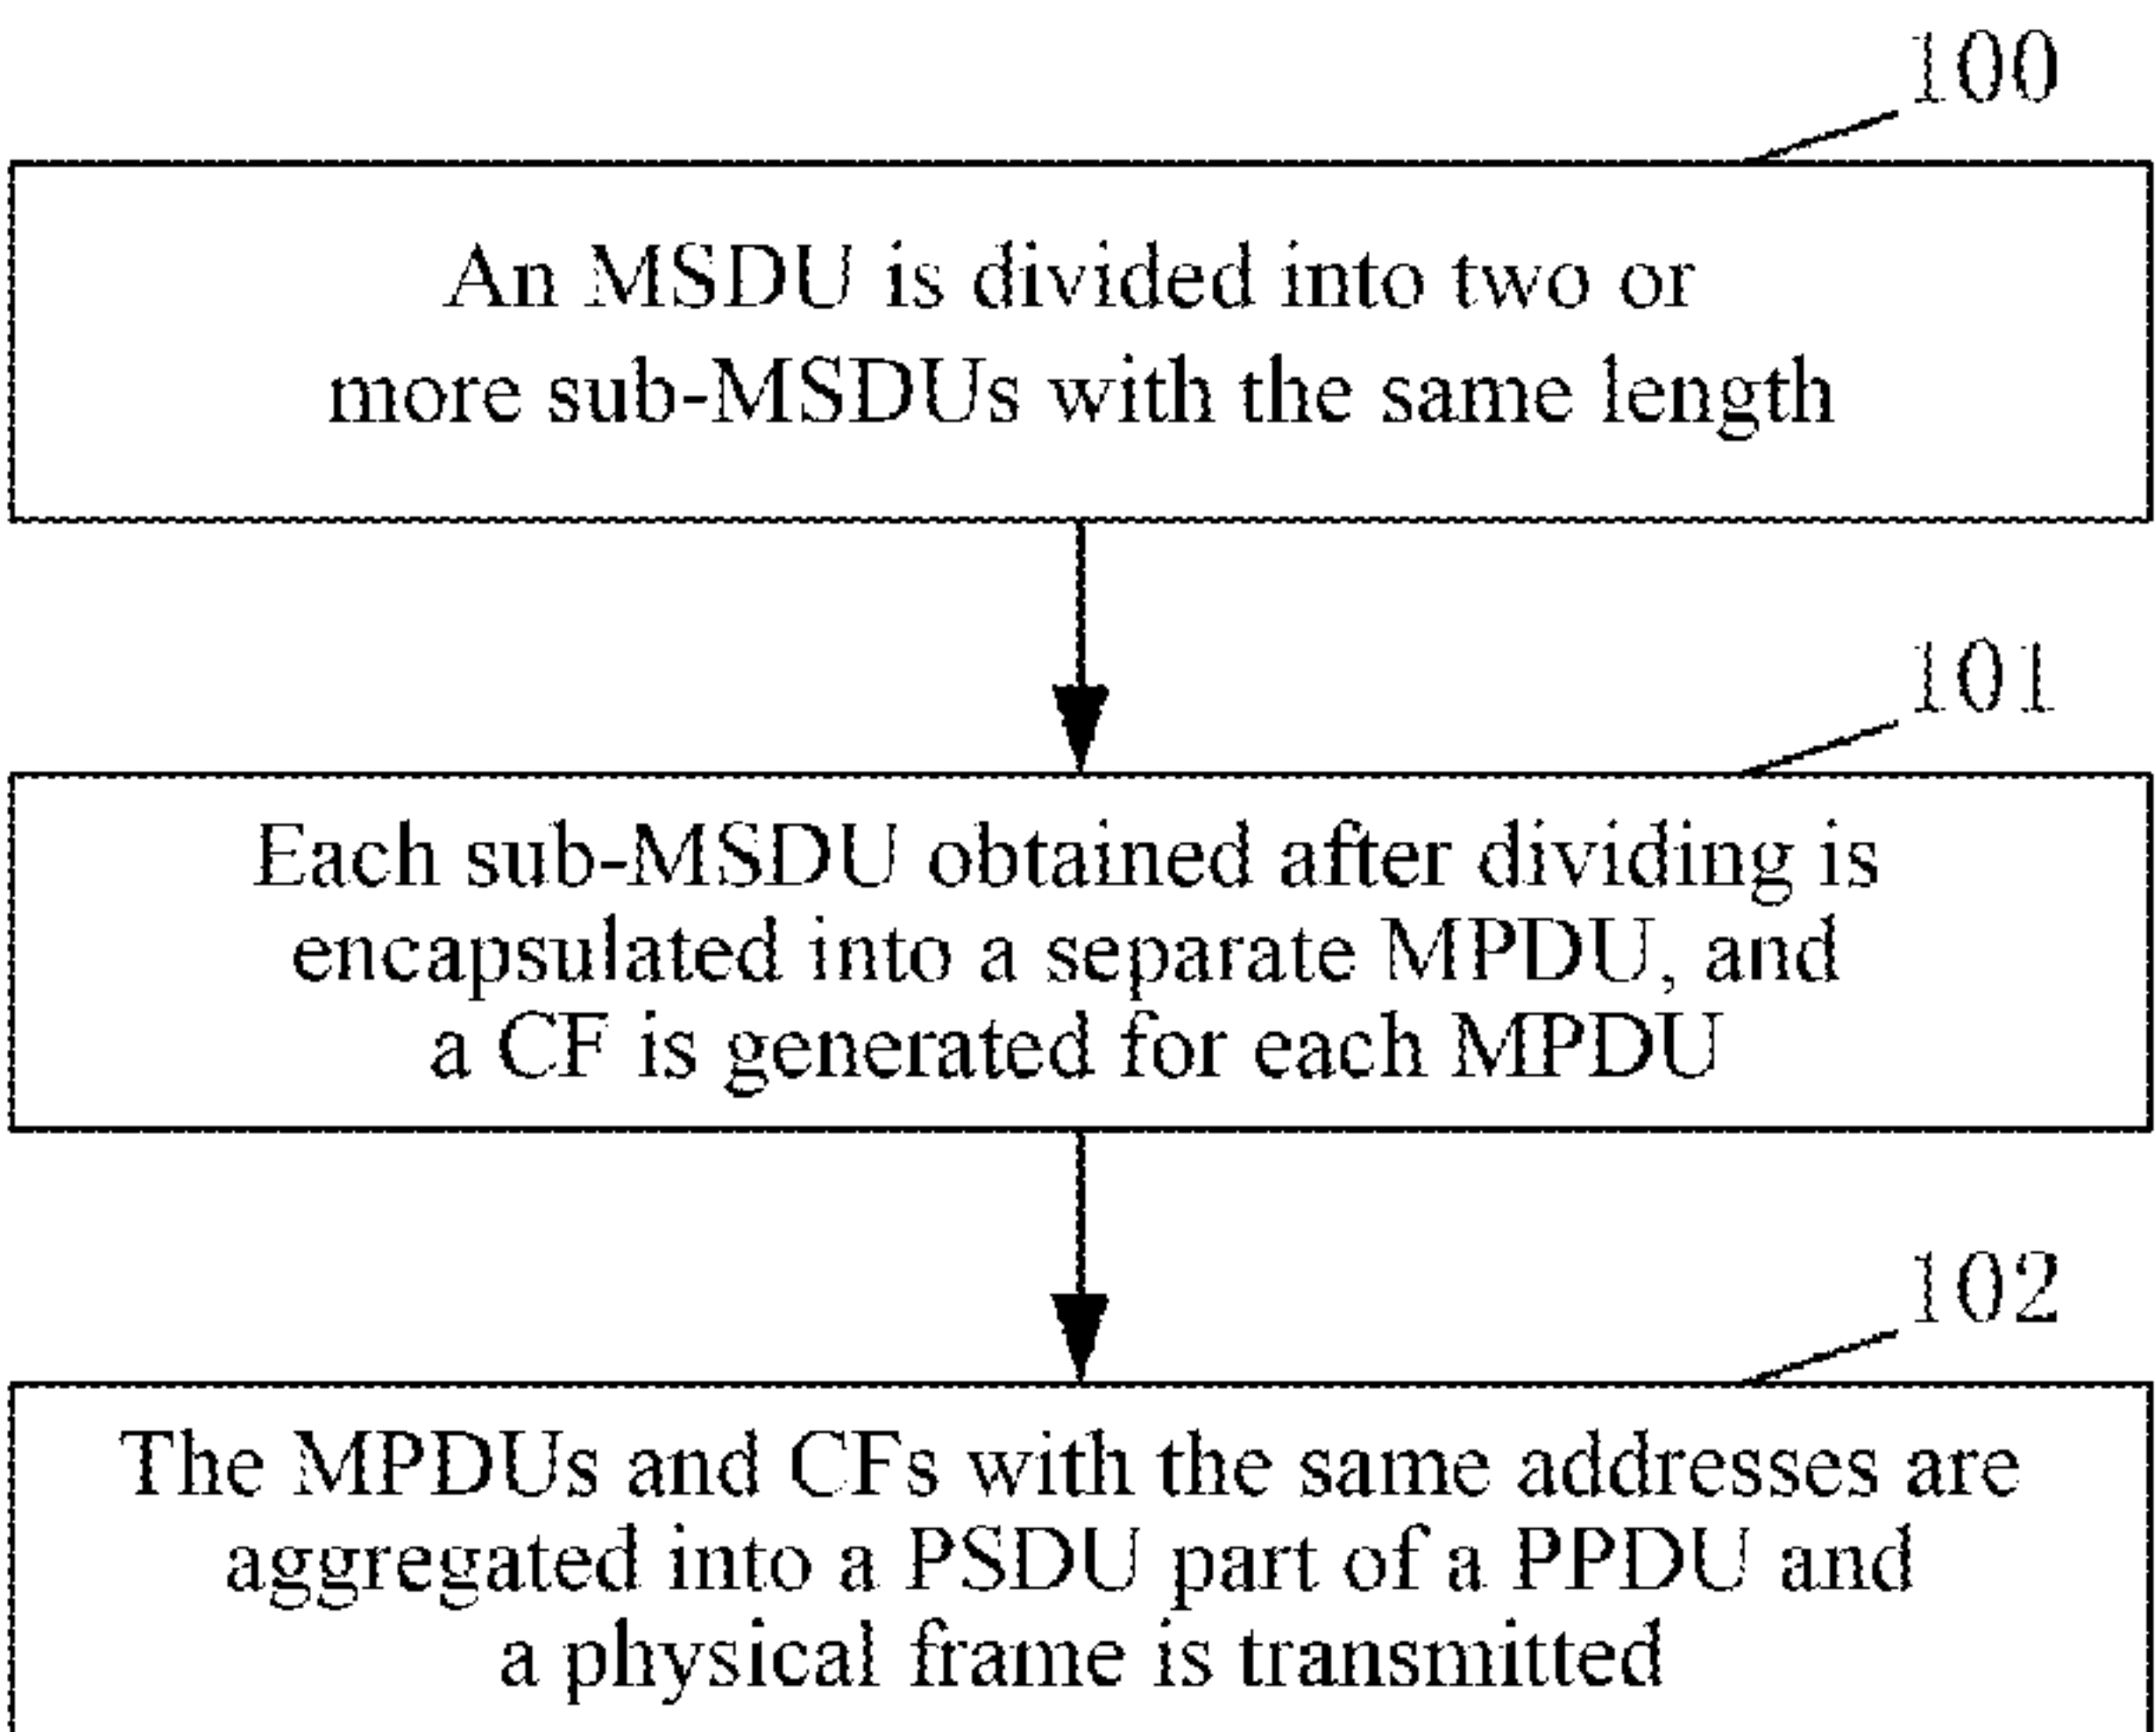 100
An MSDU is divided into two or
more sub-MSDUs with the same length
101
Each sub-MSDU obtained after dividing is
encapsulated into a separate MPDU, and
a CF is generated for each MPDU
102
The MPDUs and CFs with the same addresses are
aggregated into a PSDU part of a PPDU and
a physical frame is transmitted